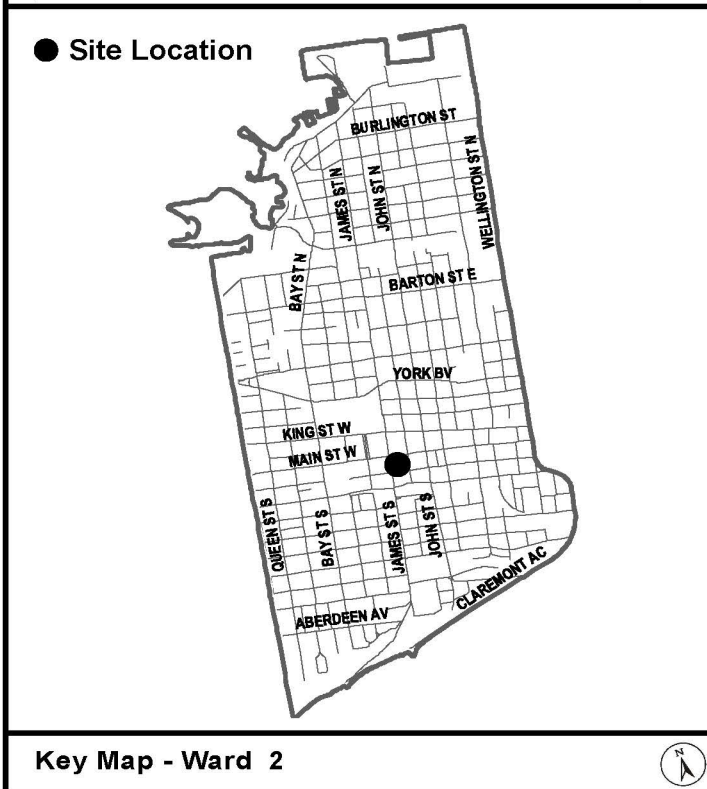 Site Location
BURLINGTON ST
JAMES ST N
JOHN ST N
WELLINGTON ST N
BAY ST N
BARTON ST E
YORK BV
KING ST W
MAIN ST W
QUEEN ST S
BAY ST S
JAMES ST S
JOHN ST S
CLAREMONT AC
ABERDEEN AV
Key Map - Ward 2
N